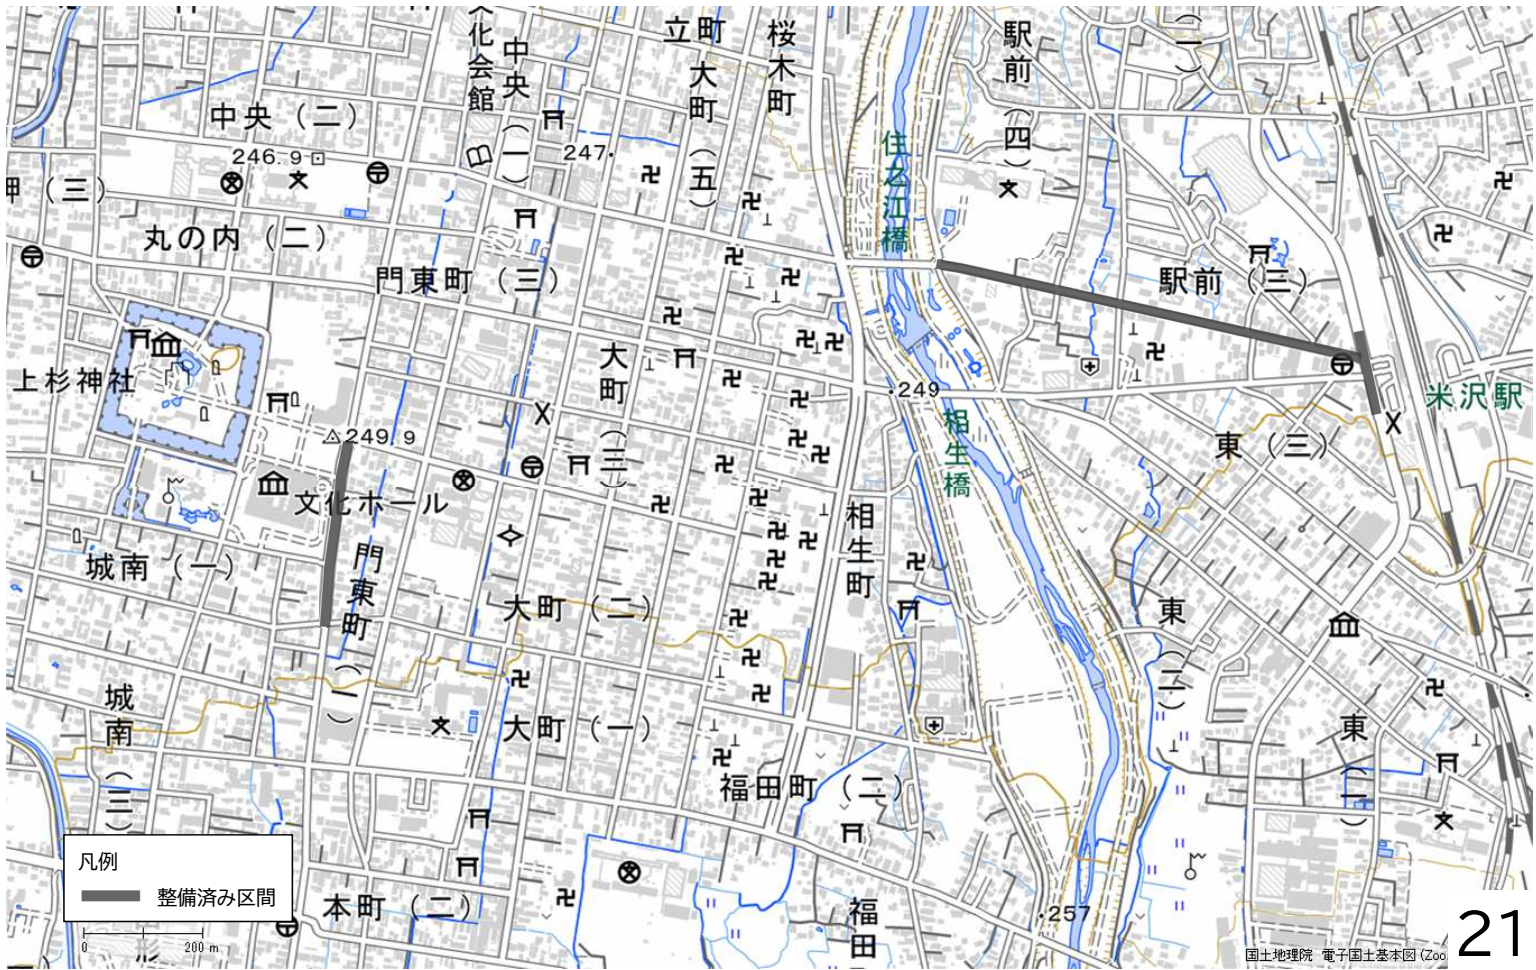 文化会館
中央（一）
立町
大町（五）
桜木町
駅前（四）
（一）
中央（二）
246.9
247
住之江橋
（三）
丸の内（二）
門東町（三）
駅前（三）
上杉神社
大町（三）
249
米沢駅
249.9
相生橋
東（三）
文化ホール
相生町
城南（一）
門東町（一）
大町（二）
東（二）
城南（三）
大町（一）
東（一）
福田町（二）
凡例
整備済み区間
本町（二）
福田
257
0 200 m
国土地理院 電子国土基本図 (Zoo
21